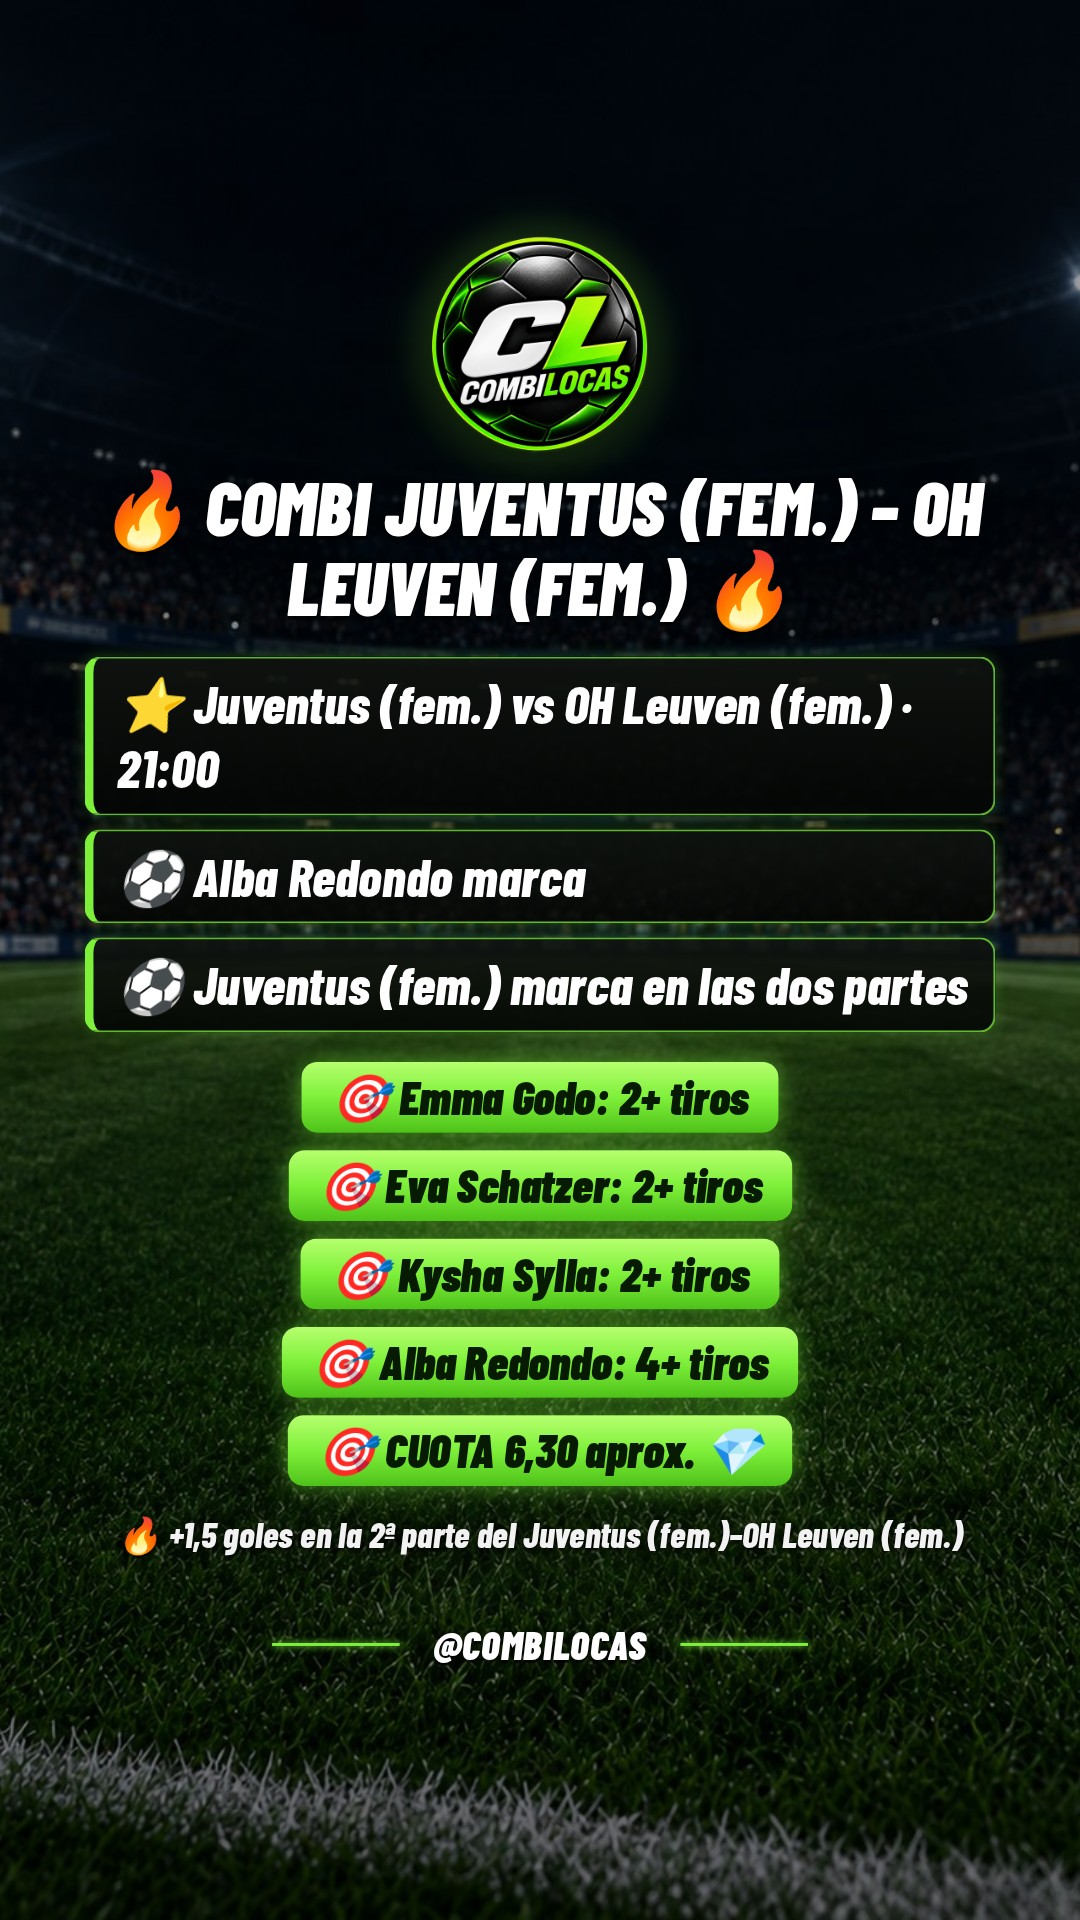 CL
COMBILOCAS
🔥 COMBI JUVENTUS (FEM.) - OH
LEUVEN (FEM.) 🔥
⭐ Juventus (fem.) vs OH Leuven (fem.) ·
21:00
⚽ Alba Redondo marca
⚽ Juventus (fem.) marca en las dos partes
🎯 Emma Godo: 2+ tiros
🎯 Eva Schatzer: 2+ tiros
🎯 Kysha Sylla: 2+ tiros
🎯 Alba Redondo: 4+ tiros
🎯 CUOTA 6,30 aprox. 💎
🔥 +1,5 goles en la 2ª parte del Juventus (fem.)-OH Leuven (fem.)
@COMBILOCAS